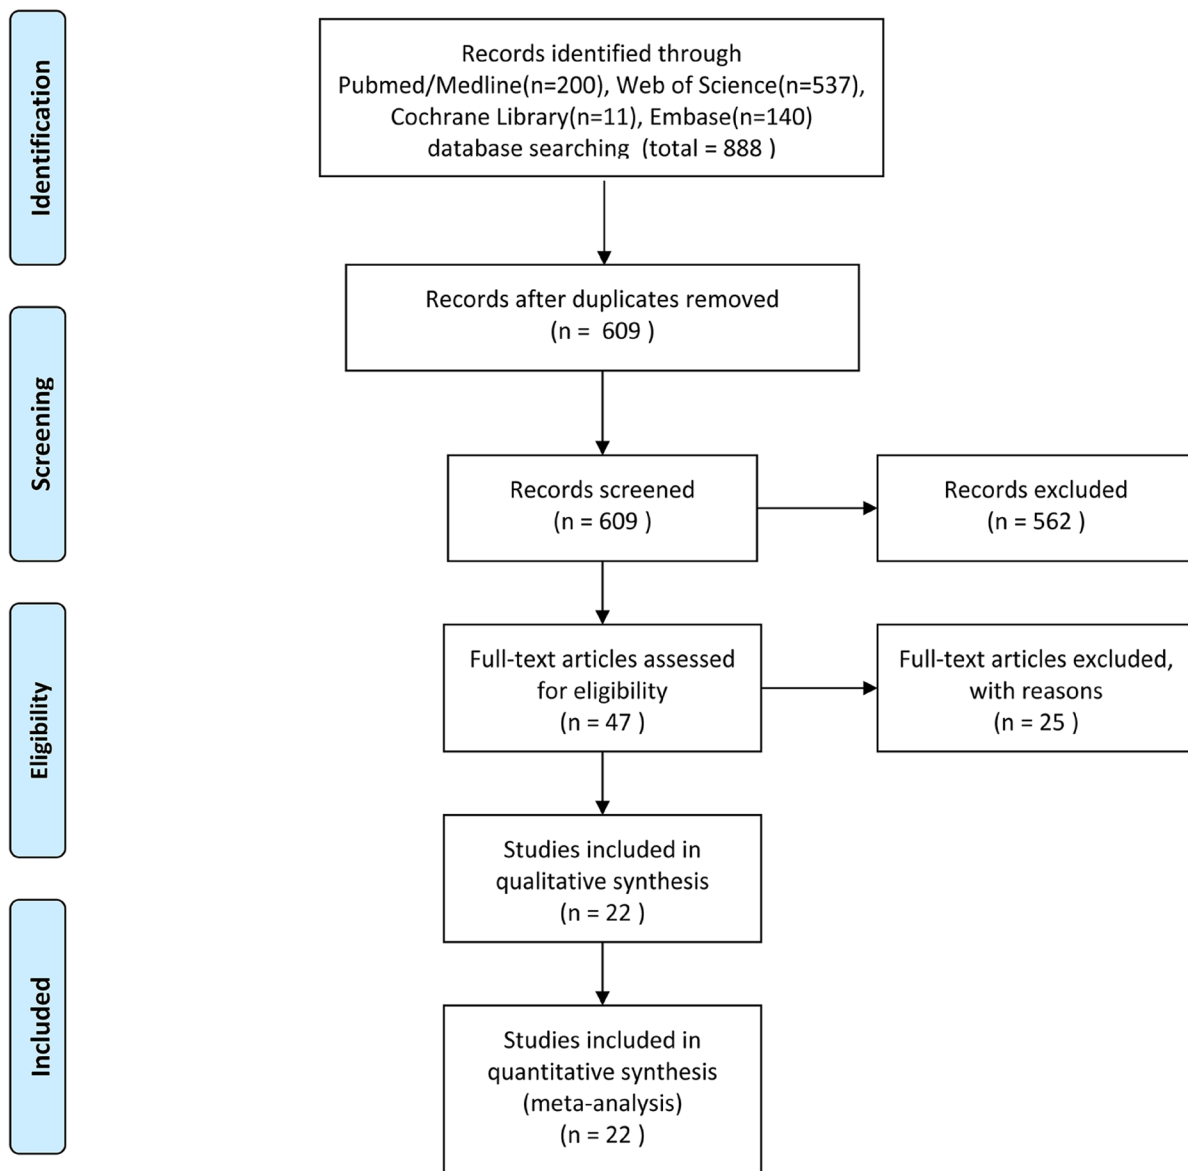 Identification
Records identified through
Pubmed/Medline(n=200), Web of Science(n=537),
Cochrane Library(n=11), Embase(n=140)
database searching (total = 888 )
Records after duplicates removed
(n = 609 )
Screening
Records screened
(n = 609 )
Records excluded
(n = 562 )
Eligibility
Full-text articles assessed
for eligibility
(n = 47 )
Full-text articles excluded,
with reasons
(n = 25 )
Studies included in
qualitative synthesis
(n = 22 )
Included
Studies included in
quantitative synthesis
(meta-analysis)
(n = 22 )